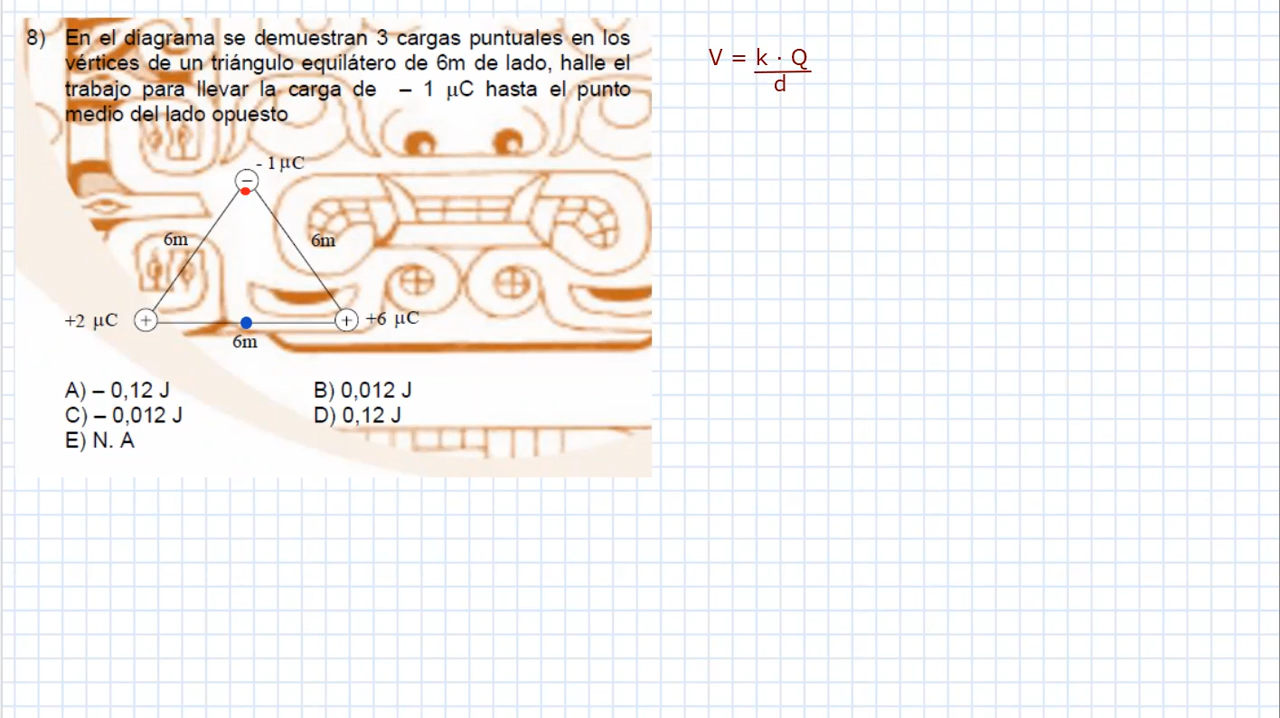 8) En el diagrama se demuestran 3 cargas puntuales en los
vértices de un triángulo equilátero de 6m de lado, halle el
trabajo para llevar la carga de – 1 μC hasta el punto
medio del lado opuesto
- 1 μC
–
6m
6m
+2 μC
+
+
+6 μC
6m
A) – 0,12 J
B) 0,012 J
C) – 0,012 J
D) 0,12 J
E) N. A
V = k · Q
d